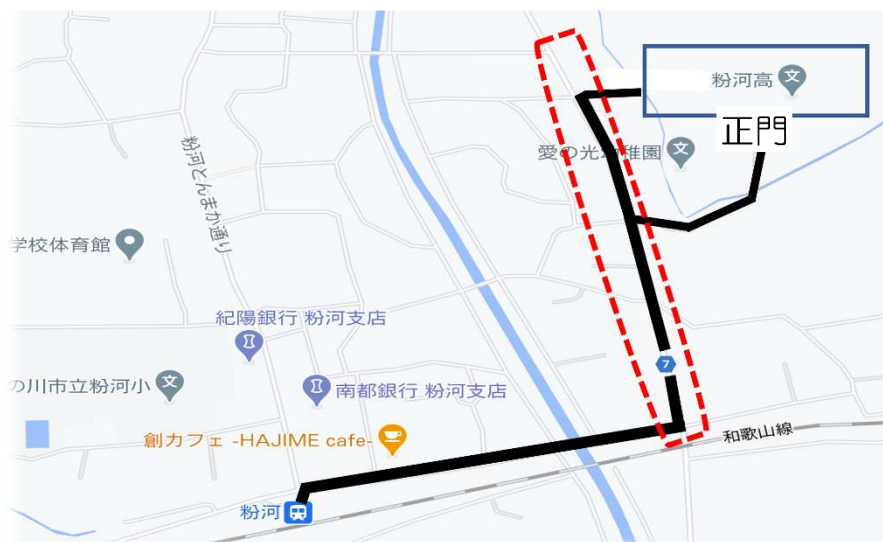 粉河高
正門
愛の光幼稚園
粉河とんまか通り
学校体育館
紀陽銀行 粉河支店
7
の川市立粉河小
南都銀行 粉河支店
創カフェ -HAJIME cafe-
和歌山線
粉河